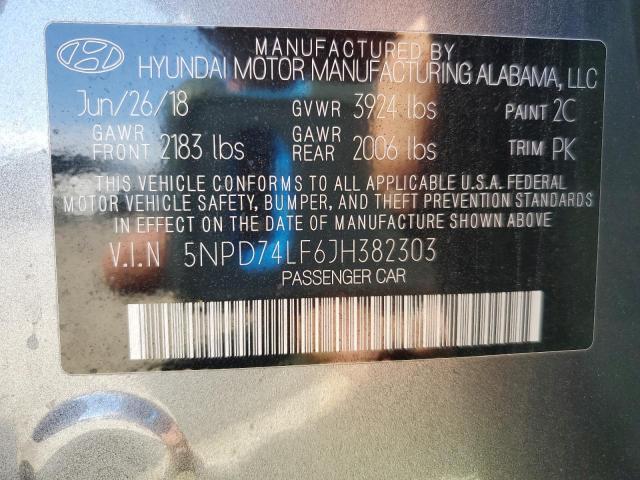 MANUFACTURED BY
HYUNDAI MOTOR MANUFACTURING ALABAMA, LLC
Jun/26/18 GVWR 3924 lbs PAINT 2C
GAWR FRONT 2183 lbs GAWR REAR 2006 lbs TRIM PK
THIS VEHICLE CONFORMS TO ALL APPLICABLE U.S.A. FEDERAL
MOTOR VEHICLE SAFETY, BUMPER, AND THEFT PREVENTION STANDARDS
IN EFFECT ON THE DATE OF MANUFACTURE SHOWN ABOVE
V.I.N 5NPD74LF6JH382303
PASSENGER CAR